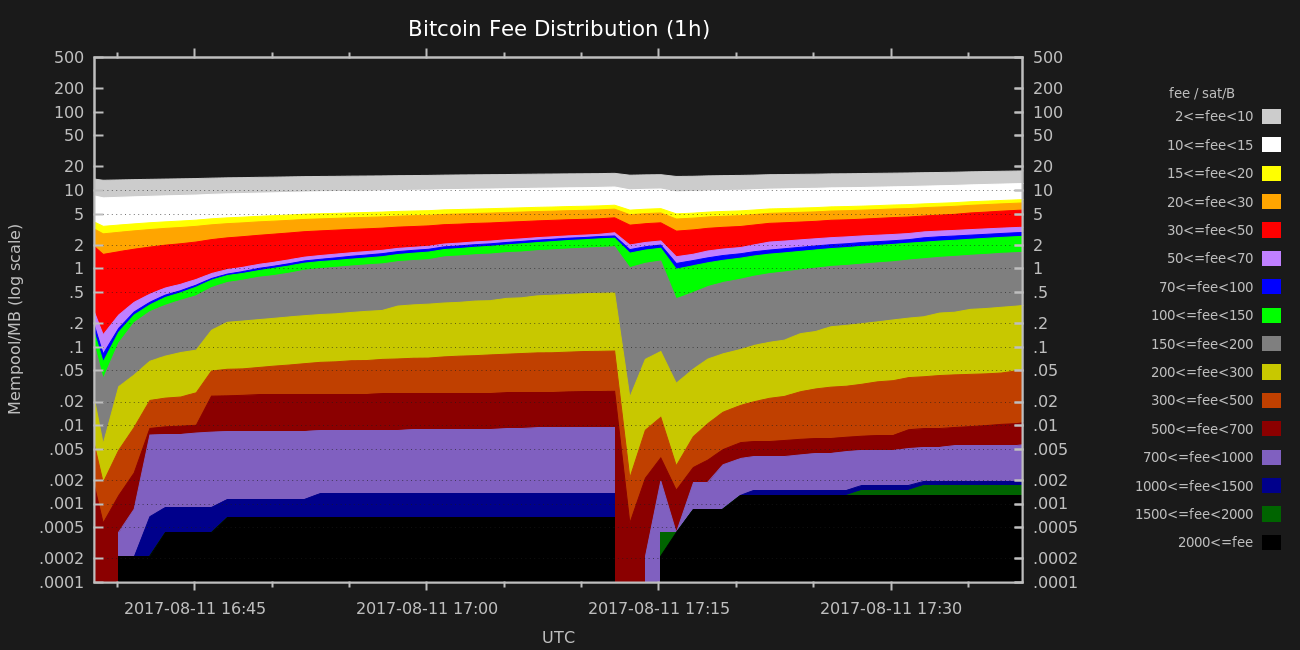 Bitcoin Fee Distribution (1h)
500 500
200 200
100 100
50 50
20 20
10 10
5 5
2 2
1 1
.5 .5
.2 .2
.1 .1
.05 .05
.02 .02
.01 .01
.005 .005
.002 .002
.001 .001
.0005 .0005
.0002 .0002
.0001 .0001
Mempool/MB (log scale)
2017-08-11 16:45 2017-08-11 17:00 2017-08-11 17:15 2017-08-11 17:30
UTC
fee / sat/B
2<=fee<10
10<=fee<15
15<=fee<20
20<=fee<30
30<=fee<50
50<=fee<70
70<=fee<100
100<=fee<150
150<=fee<200
200<=fee<300
300<=fee<500
500<=fee<700
700<=fee<1000
1000<=fee<1500
1500<=fee<2000
2000<=fee